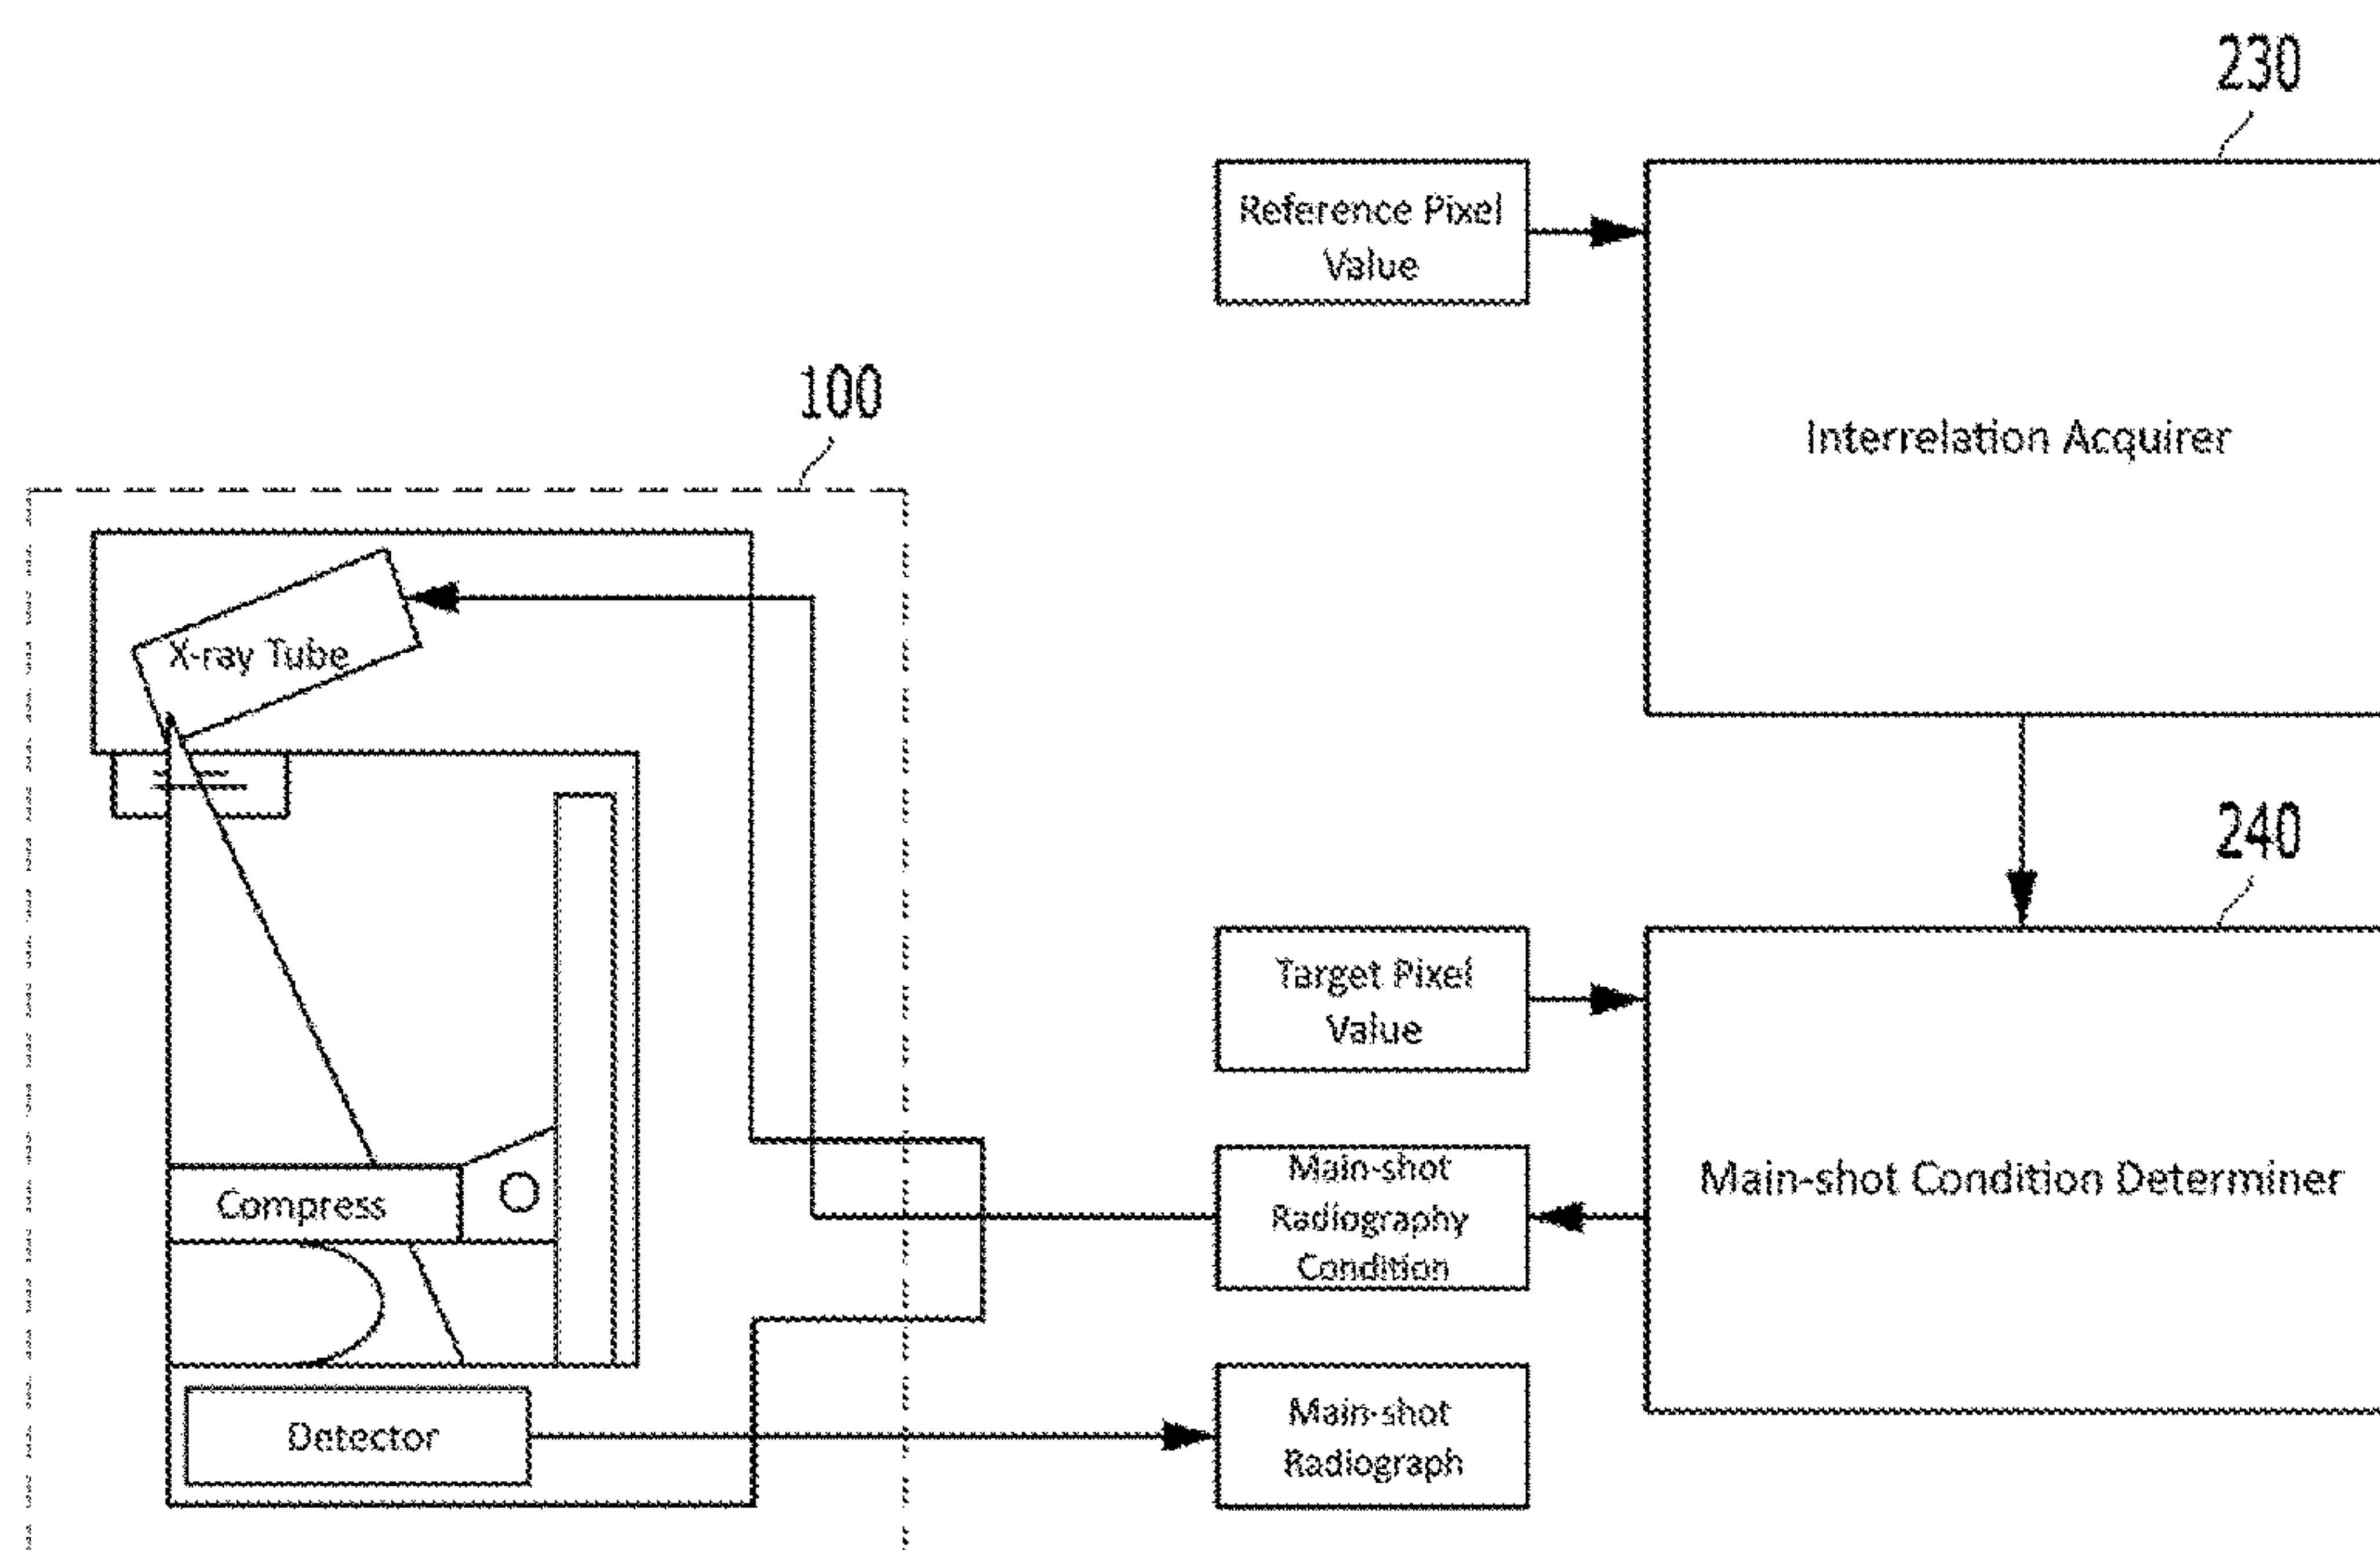 230
Reference Pixel
Value
Interrelation Acquirer
100
X-ray Tube
240
Target Pixel
Value
Main-shot
Radiography
Condition
Main-shot Condition Determiner
Compress
Detector
Main-shot
Radiograph